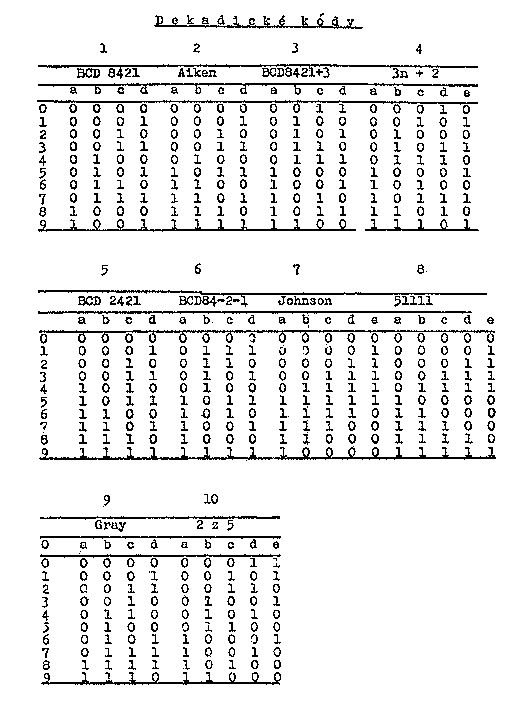 Dekadické kódy
1 2 3 4
BCD 8421 Aiken BCD8421+3 3n + 2
a b c d a b c d a b c d a b c d e
0 0 0 0 0 0 0 0 0 0 0 1 1 0 0 0 1 0
1 0 0 0 1 0 0 0 1 0 1 0 0 0 0 1 0 1
2 0 0 1 0 0 0 1 0 0 1 0 1 0 1 0 0 0
3 0 0 1 1 0 0 1 1 0 1 1 0 0 1 0 1 1
4 0 1 0 0 0 1 0 0 0 1 1 1 0 1 1 1 0
5 0 1 0 1 1 0 1 1 1 0 0 0 1 0 0 0 1
6 0 1 1 0 1 1 0 0 1 0 0 1 1 0 1 0 0
7 0 1 1 1 1 1 0 1 1 0 1 0 1 0 1 1 1
8 1 0 0 0 1 1 1 0 1 0 1 1 1 1 0 1 0
9 1 0 0 1 1 1 1 1 1 1 0 0 1 1 1 0 1
5 6 7 8
BCD 2421 BCD84-2-1 Johnson 51111
a b c d a b c d a b c d e a b c d e
0 0 0 0 0 0 0 0 0 0 0 0 0 0 0 0 0 0 0
1 0 0 0 1 0 1 1 1 0 0 0 0 1 0 0 0 0 1
2 0 0 1 0 0 1 1 0 0 0 0 1 1 0 0 0 1 1
3 0 0 1 1 0 1 0 1 0 0 1 1 1 0 0 1 1 1
4 1 0 1 0 0 1 0 0 0 1 1 1 1 0 1 1 1 1
5 1 0 1 1 1 0 1 1 1 1 1 1 1 1 0 0 0 0
6 1 1 0 0 1 0 1 0 1 1 1 1 0 1 1 0 0 0
7 1 1 0 1 1 0 0 1 1 1 1 0 0 1 1 1 0 0
8 1 1 1 0 1 0 0 0 1 1 0 0 0 1 1 1 1 0
9 1 1 1 1 1 1 1 1 1 0 0 0 0 1 1 1 1 1
9 10
Gray 2 z 5
0 a b c d a b c d e
0 0 0 0 0 0 0 0 1 1
1 0 0 0 1 0 0 1 0 1
2 0 0 1 1 0 0 1 1 0
3 0 0 1 0 0 1 0 0 1
4 0 1 1 0 0 1 0 1 0
5 0 1 0 0 0 1 1 0 0
6 0 1 0 1 1 0 0 0 1
7 0 1 1 1 1 0 0 1 0
8 1 1 1 1 1 0 1 0 0
9 1 1 1 0 1 1 0 0 0